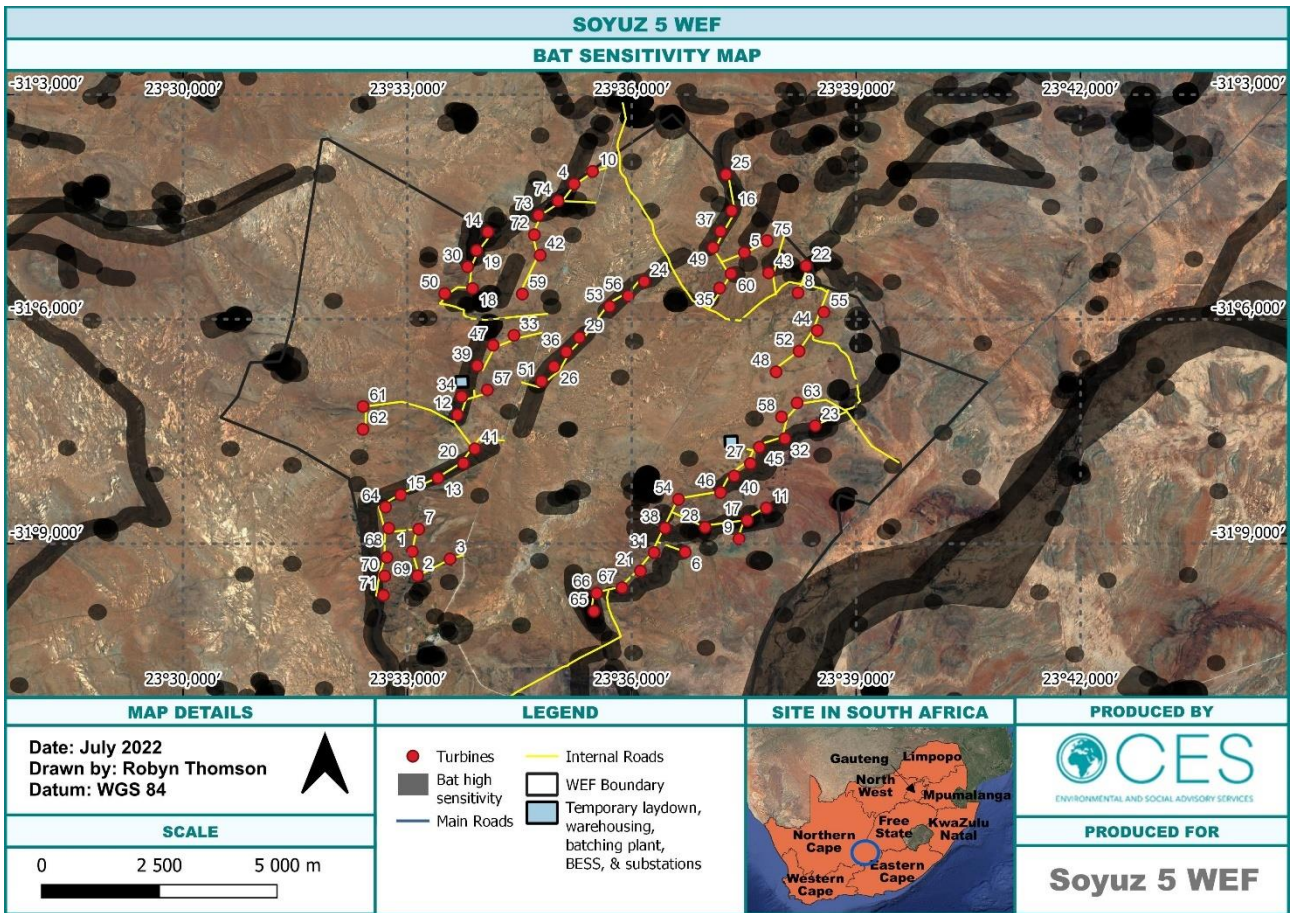 SOYUZ 5 WEF
BAT SENSITIVITY MAP
23°30,000' 23°33,000' 23°36,000' 23°39,000' 23°42,000'
-31°3,000' -31°3,000'
10
4
25
74
73
16
14
72
37
75
42
5
30
19
49
22
24
43
50
18
59
56
35
60
8
53
55
-31°6,000' -31°6,000'
33
29
44
47
36
39
52
51
26
48
34
57
61
12
63
58
62
23
41
27
20
45
32
13
46
40
15
64
54
11
28
17
7
38
9
-31°9,000' -31°9,000'
68
1
31
3
70
6
69
2
21
71
67
66
65
23°30,000' 23°33,000' 23°36,000' 23°39,000' 23°42,000'
MAP DETAILS
Date: July 2022
Drawn by: Robyn Thomson
Datum: WGS 84
SCALE
0 2 500 5 000 m
LEGEND
Turbines
Bat high
sensitivity
Main Roads
Internal Roads
WEF Boundary
Temporary laydown,
warehousing,
batching plant,
BESS, & substations
SITE IN SOUTH AFRICA
Gauteng
Limpopo
North
West
Mpumalanga
Free
State
KwaZulu
Natal
Northern
Cape
Eastern
Cape
Western
Cape
PRODUCED BY
CES
ENVIRONMENTAL AND SOCIAL ADVISORY SERVICES
PRODUCED FOR
Soyuz 5 WEF